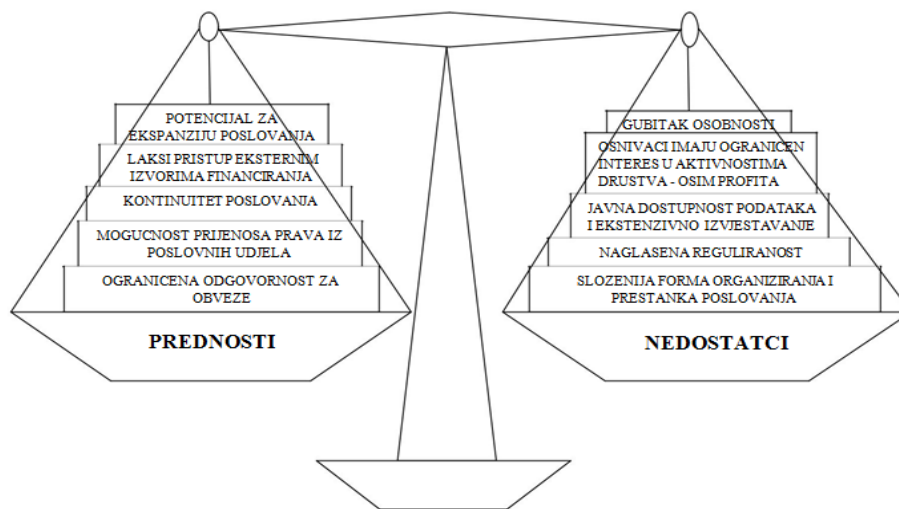 POTENCIJAL ZA
EKSPANZIJU POSLOVANJA
LAKSI PRISTUP EKSTERNIM
IZVORIMA FINANCIRANJA
KONTINUITET POSLOVANJA
MOGUCNOST PRIJENOSA PRAVA IZ
POSLOVNIH UDJELA
OGRANICENA ODGOVORNOST ZA
OBVEZE
PREDNOSTI
GUBITAK OSOBNOSTI
OSNIVACI IMAJU OGRANICEN
INTERES U AKTIVNOSTIMA
DRUSTVA - OSIM PROFITA
JAVNA DOSTUPNOST PODATAKA
I EKSTENZIVNO IZVJESTAVANJE
NAGLASENA REGULIRANOST
SLOZENIJA FORMA ORGANIZIRANJA I
PRESTANKA POSLOVANJA
NEDOSTATCI